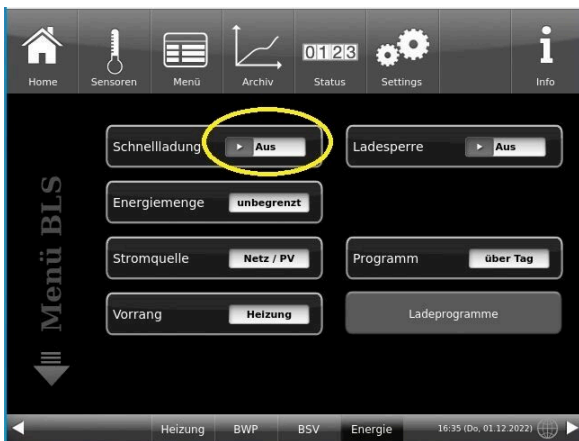 Home Sensoren Menü Archiv 0123 Status Settings i Info
Menü BLS
Schnellladung Aus Ladesperre Aus
Energiemenge unbegrenzt
Stromquelle Netz / PV Programm über Tag
Vorrang Heizung Ladeprogramme
Heizung BWP BSV Energie 16:35 (Do, 01.12.2022)